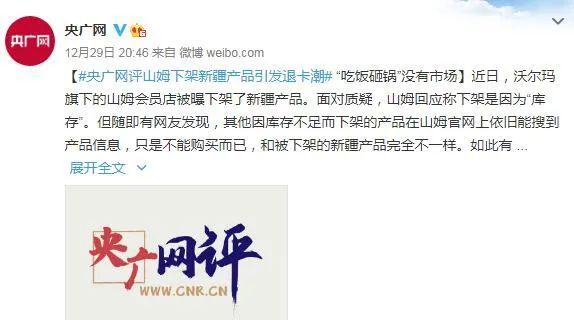 央广网
央广网
12月29日 20:46 来自 微博 weibo.com
【#央广网评山姆下架新疆产品引发退卡潮# “吃饭砸锅”没有市场】近日，沃尔玛
旗下的山姆会员店被曝下架了新疆产品。面对质疑，山姆回应称下架是因为“库
存”。但随即有网友发现，其他因库存不足而下架的产品在山姆官网上依旧能搜到
产品信息，只是不能购买而已，和被下架的新疆产品完全不一样。如此有 ...
展开全文
央广网评
WWW.CNR.CN